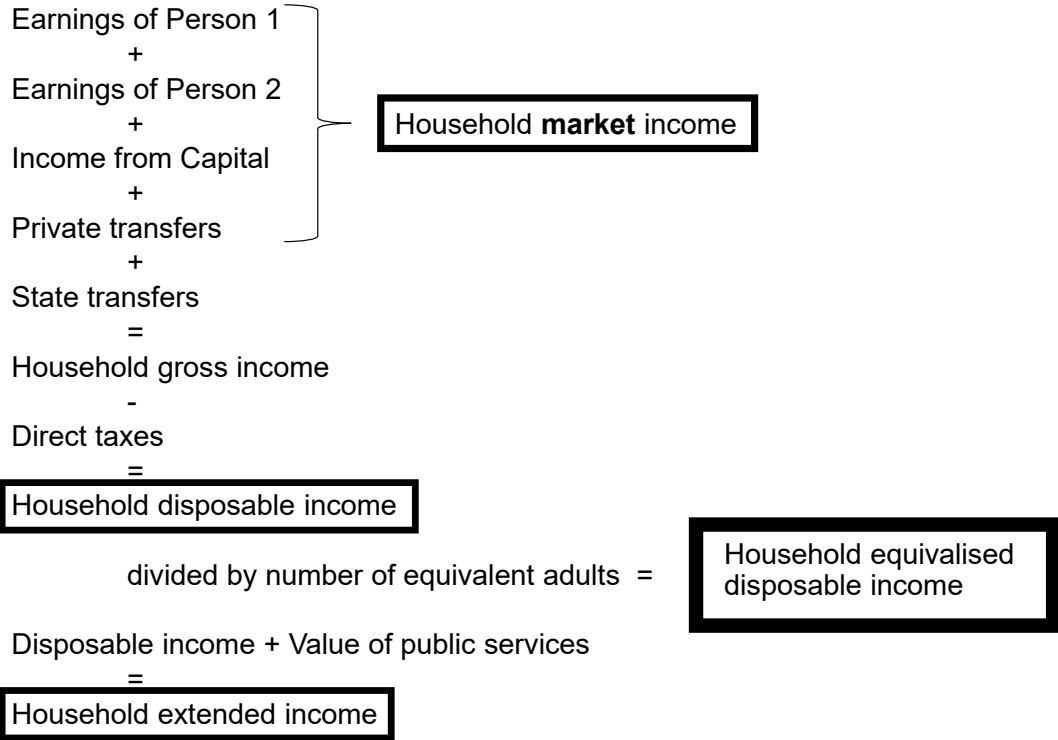 Earnings of Person 1
+
Earnings of Person 2
+
Household market income
Income from Capital
+
Private transfers
+
State transfers
=
Household gross income
-
Direct taxes
=
Household disposable income
divided by number of equivalent adults =
Household equivalised
disposable income
Disposable income + Value of public services
=
Household extended income